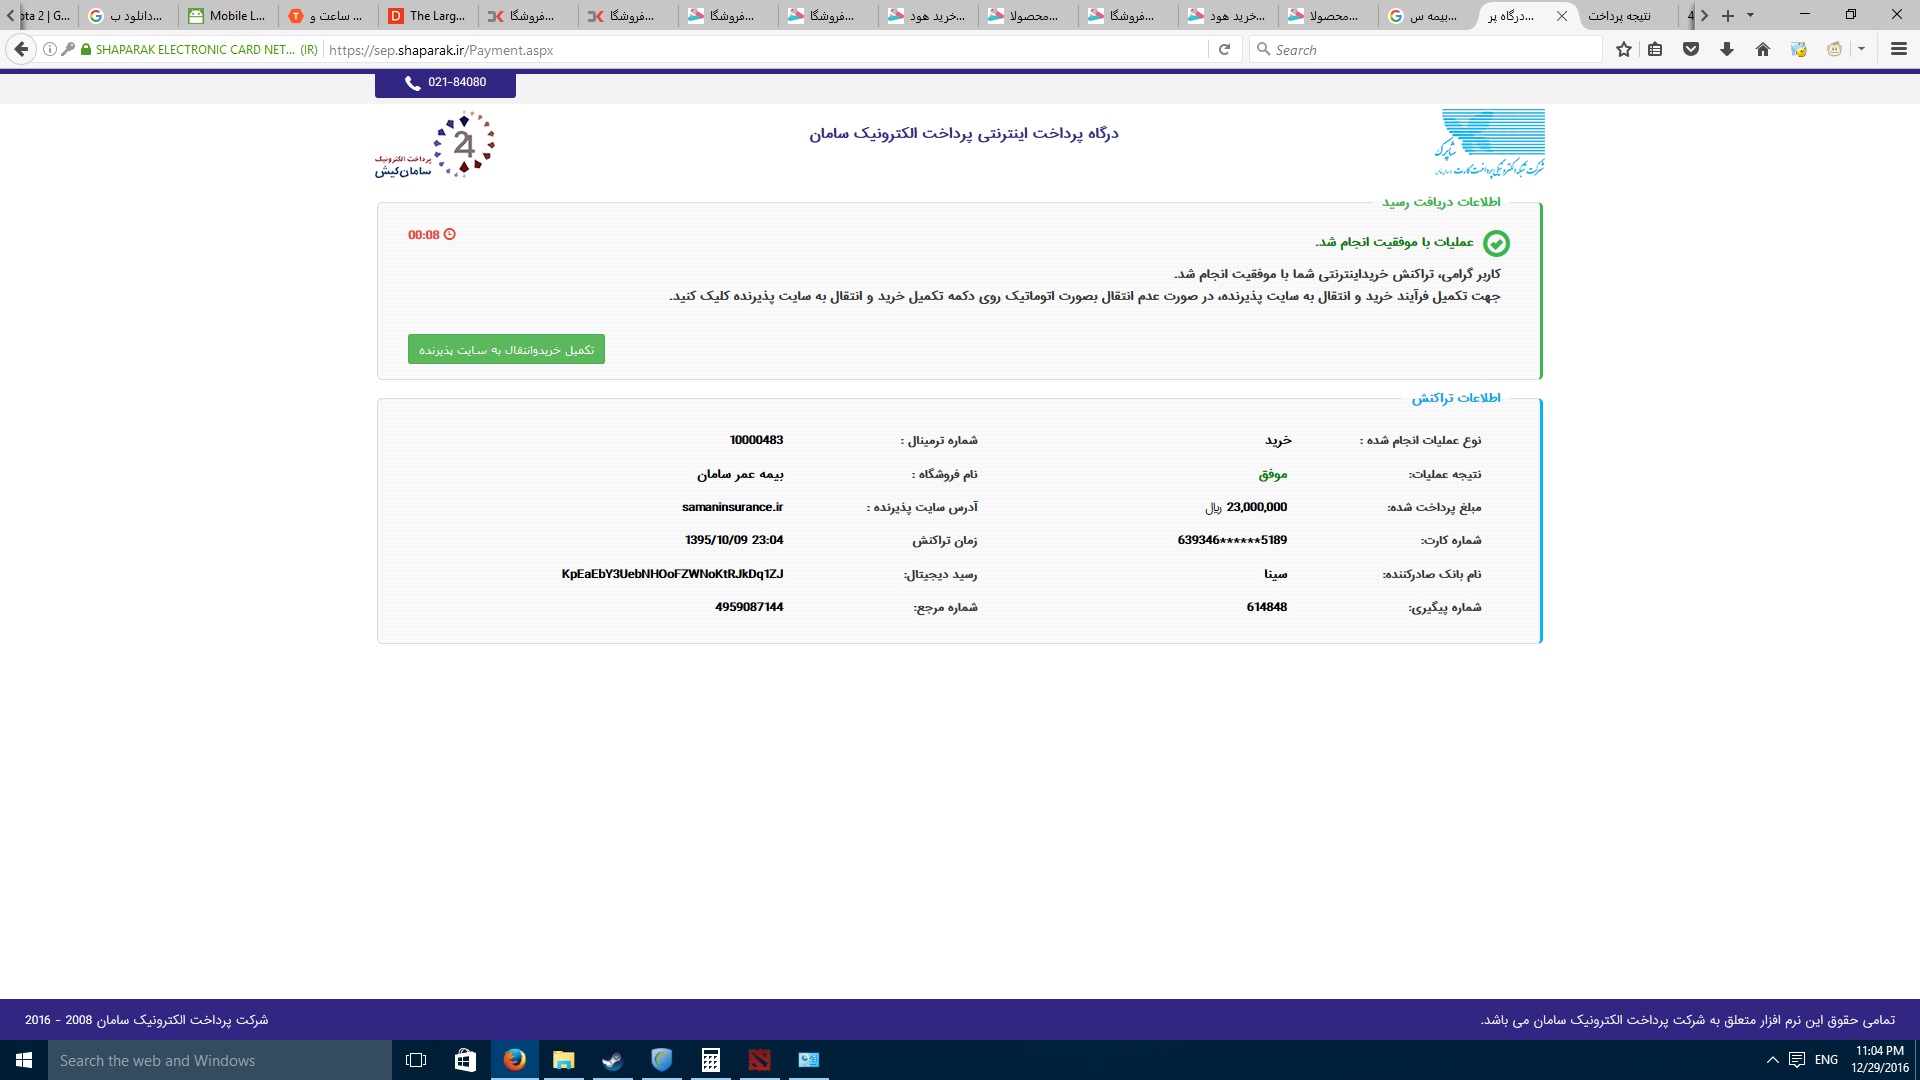 ota 2 | G...
دانلود ب...
Mobile L...
ساعت و ...
The Larg...
فروشگا...
فروشگا...
فروشگا...
فروشگا...
خرید هود...
محصولا...
فروشگا...
خرید هود...
محصولا...
بیمه س...
درگاه پر...
نتیجه پرداخت
4
SHAPARAK ELECTRONIC CARD NET... (IR)
https://sep.shaparak.ir/Payment.aspx
Search
021-84080
درگاه پرداخت اینترنتی پرداخت الکترونیک سامان
شاپرک
شرکت شبکه الکترونیکی پرداخت کارت
24
پرداخت الکترونیک
سامان‌کیش
اطلاعات دریافت رسید
عملیات با موفقیت انجام شد.
00:08
کاربر گرامی، تراکنش خریداینترنتی شما با موفقیت انجام شد.
جهت تکمیل فرآیند خرید و انتقال به سایت پذیرنده، در صورت عدم انتقال بصورت اتوماتیک روی دکمه تکمیل خرید و انتقال به سایت پذیرنده کلیک کنید.
تکمیل خریدوانتقال به سایت پذیرنده
اطلاعات تراکنش
نوع عملیات انجام شده : خرید شماره ترمینال : 10000483
نتیجه عملیات: موفق نام فروشگاه : بیمه عمر سامان
مبلغ پرداخت شده: 23,000,000 ریال آدرس سایت پذیرنده : samaninsurance.ir
شماره کارت: 639346******5189 زمان تراکنش 1395/10/09 23:04
نام بانک صادرکننده: سینا رسید دیجیتال: KpEaEbY3UebNHOoFZWNoKtRJkDq1ZJ
شماره پیگیری: 614848 شماره مرجع: 4959087144
تمامی حقوق این نرم افزار متعلق به شرکت پرداخت الکترونیک سامان می باشد.
شرکت پرداخت الکترونیک سامان 2008 - 2016
Search the web and Windows
ENG
11:04 PM
12/29/2016